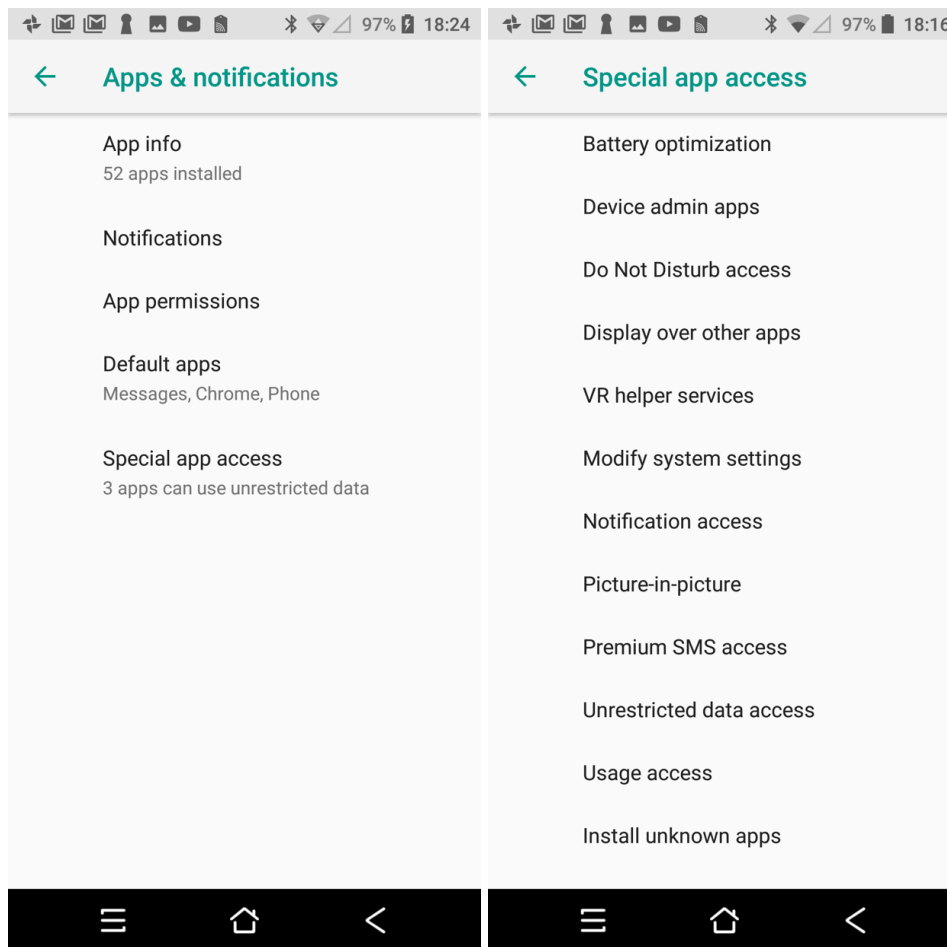 97% 18:24
Apps & notifications
App info
52 apps installed
Notifications
App permissions
Default apps
Messages, Chrome, Phone
Special app access
3 apps can use unrestricted data
97% 18:16
Special app access
Battery optimization
Device admin apps
Do Not Disturb access
Display over other apps
VR helper services
Modify system settings
Notification access
Picture-in-picture
Premium SMS access
Unrestricted data access
Usage access
Install unknown apps